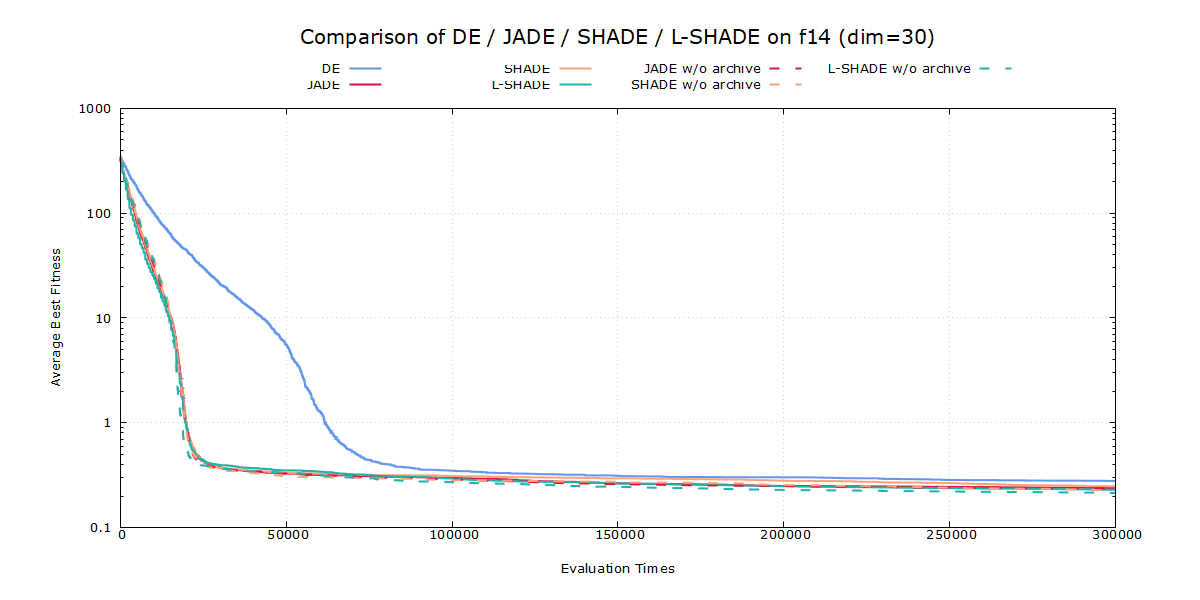 Comparison of DE / JADE / SHADE / L-SHADE on f14 (dim=30)
DE SHADE JADE w/o archive L-SHADE w/o archive
JADE L-SHADE SHADE w/o archive
1000
100
10
1
0.1
Average Best Fitness
0 50000 100000 150000 200000 250000 300000
Evaluation Times